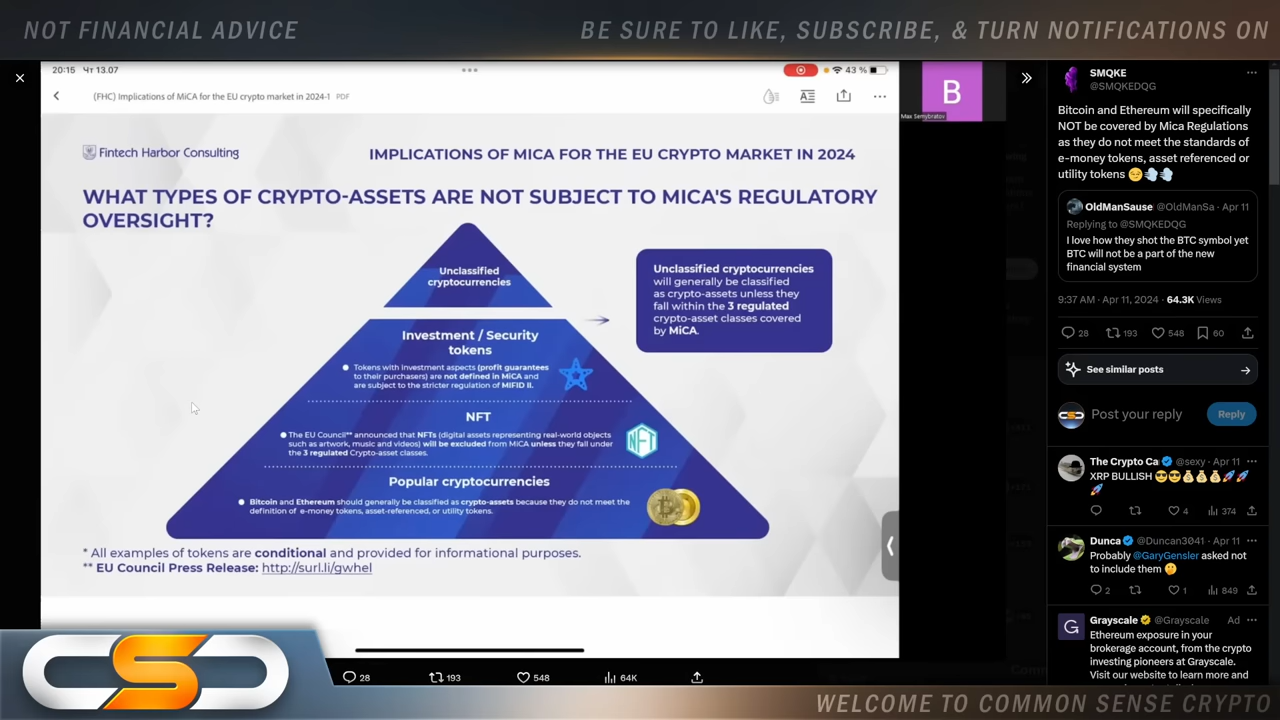 NOT FINANCIAL ADVICE
BE SURE TO LIKE, SUBSCRIBE, & TURN NOTIFICATIONS ON
20:15 Чт 13.07
43 %
(FHC) Implications of MiCA for the EU crypto market in 2024-1 PDF
B
Max Semybratov
Fintech Harbor Consulting
IMPLICATIONS OF MICA FOR THE EU CRYPTO MARKET IN 2024
WHAT TYPES OF CRYPTO-ASSETS ARE NOT SUBJECT TO MICA'S REGULATORY
OVERSIGHT?
Unclassified
cryptocurrencies
Unclassified cryptocurrencies
will generally be classified
as crypto-assets unless they
fall within the 3 regulated
crypto-asset classes covered
by MiCA.
Investment / Security
tokens
Tokens with investment aspects (profit guarantees
to their purchasers) are not defined in MiCA and
are subject to the stricter regulation of MIFID II.
NFT
The EU Council** announced that NFTs (digital assets representing real-world objects
such as artwork, music and videos) will be excluded from MiCA unless they fall under
the 3 regulated Crypto-asset classes.
NFT
Popular cryptocurrencies
Bitcoin and Ethereum should generally be classified as crypto-assets because they do not meet the
definition of e-money tokens, asset-referenced, or utility tokens.
* All examples of tokens are conditional and provided for informational purposes.
** EU Council Press Release: http://surl.li/gwhel
28 193 548 64K
SMQKE
@SMQKEDQG
Bitcoin and Ethereum will specifically
NOT be covered by Mica Regulations
as they do not meet the standards of
e-money tokens, asset referenced or
utility tokens 😏💨💨
OldManSause @OldManSa · Apr 11
Replying to @SMQKEDQG
I love how they shot the BTC symbol yet
BTC will not be a part of the new
financial system
9:37 AM · Apr 11, 2024 · 64.3K Views
28 193 548 60
See similar posts
Post your reply
Reply
The Crypto Ca @sexy · Apr 11
XRP BULLISH 😎😎💰💰💰🚀🚀
🚀
4 374
Dunca @Duncan3041 · Apr 11
Probably @GaryGensler asked not
to include them 🤭
2 1 849
G
Grayscale @Grayscale Ad
Ethereum exposure in your
brokerage account, from the crypto
investing pioneers at Grayscale.
Visit our website to learn more and
CSC
WELCOME TO COMMON SENSE CRYPTO